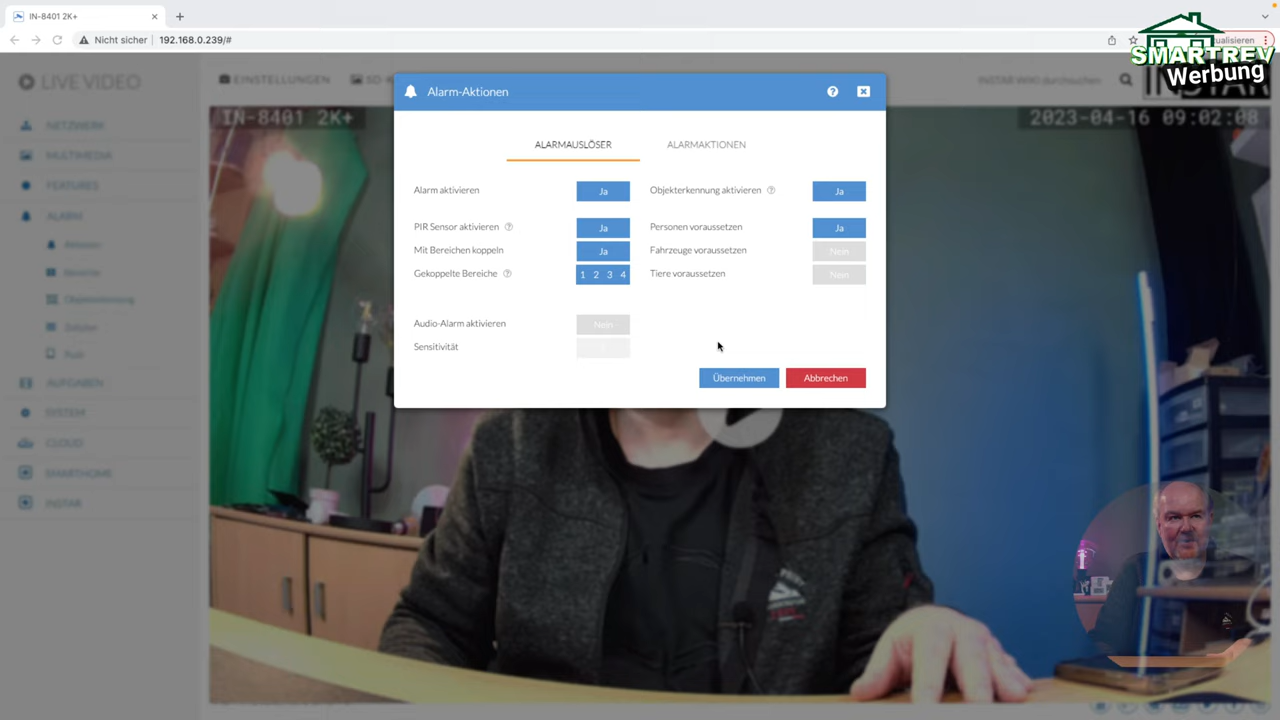 IN-8401 2K+
Nicht sicher 192.168.0.239/#
SMARTREV
Werbung
LIVE VIDEO
EINSTELLUNGEN
INSTAR WIKI durchsuchen
IN-8401 2K+
2023-04-16 09:02:08
NETZWERK
MULTIMEDIA
FEATURES
ALARM
Aktionen
Bereiche
Objekterkennung
Zeitplan
Push
AUFGABEN
SYSTEM
CLOUD
SMARTHOME
INSTAR
Alarm-Aktionen
ALARMAUSLÖSER ALARMAKTIONEN
Alarm aktivieren Ja Objekterkennung aktivieren Ja
PIR Sensor aktivieren Ja Personen voraussetzen Ja
Mit Bereichen koppeln Ja Fahrzeuge voraussetzen Nein
Gekoppelte Bereiche 1 2 3 4 Tiere voraussetzen Nein
Audio-Alarm aktivieren Nein
Sensitivität
Übernehmen Abbrechen